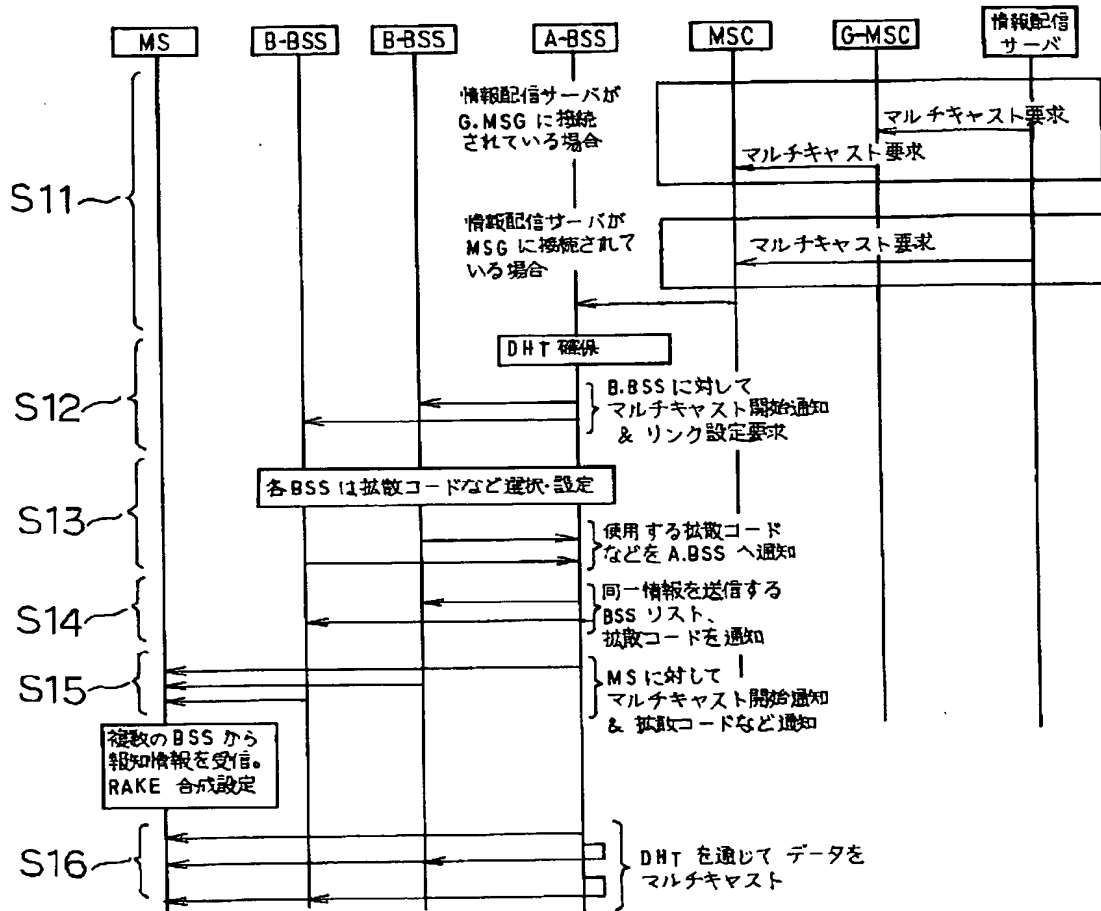 MS
B-BSS
B-BSS
A-BSS
MSC
G-MSC
情報配信
サーバ
S11
情報配信サーバが
G.MSG に接続
されている場合
マルチキャスト要求
マルチキャスト要求
情報配信サーバが
MSG に接続されて
いる場合
マルチキャスト要求
S12
DHT 確保
B.BSS に対して
マルチキャスト開始通知
& リンク設定要求
S13
各BSS は拡散コードなど選択・設定
使用する拡散コード
などを A.BSS へ通知
S14
同一情報を送信する
BSS リスト、
拡散コードを通知
S15
MS に対して
マルチキャスト開始通知
& 拡散コードなど通知
複数のBSS から
報知情報を受信。
RAKE 合成設定
S16
DHT を通じて データを
マルチキャスト